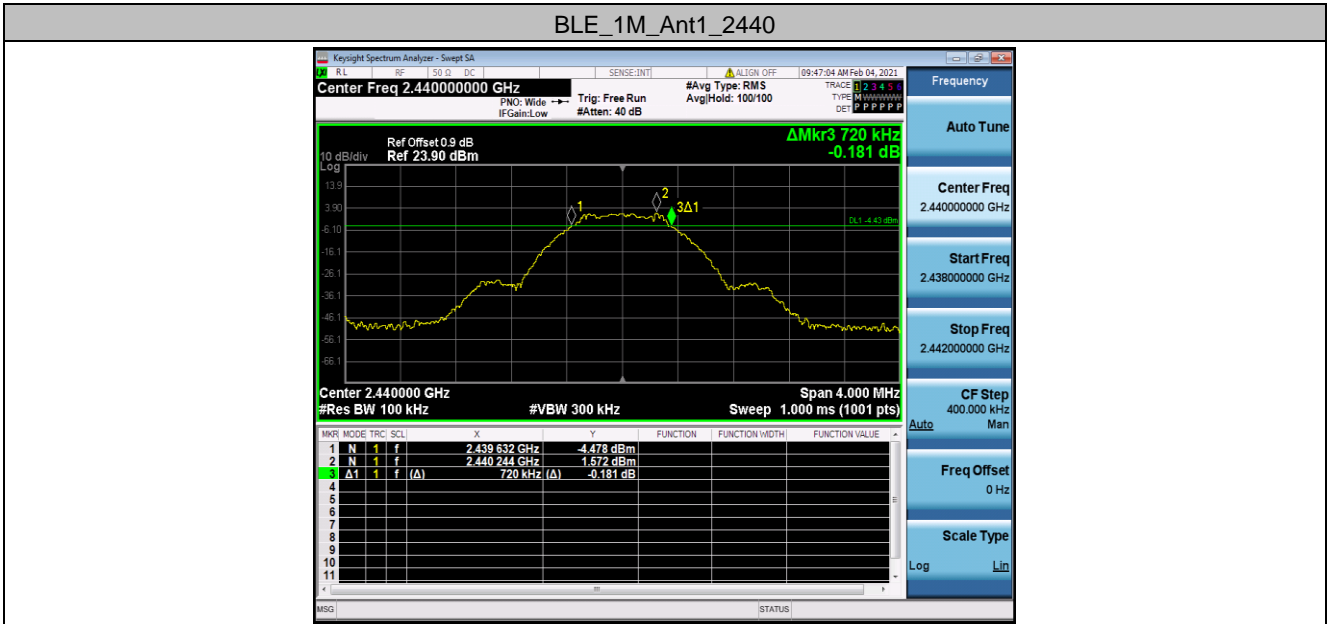 BLE_1M_Ant1_2440
Keysight Spectrum Analyzer - Swept SA
RL RF 50 Ω DC SENSE:INT ALIGN OFF 09:47:04 AM Feb 04, 2021
Center Freq 2.440000000 GHz #Avg Type: RMS TRACE 1 2 3 4 5 6
PNO: Wide Trig: Free Run Avg|Hold: 100/100 TYPE M WWWWW
IFGain:Low #Atten: 40 dB DET P P P P P P
Ref Offset 0.9 dB ΔMkr3 720 kHz
10 dB/div Ref 23.90 dBm -0.181 dB
Log
13.9
3.90
-6.10
-16.1
-26.1
-36.1
-46.1
-56.1
-66.1
1
2
3Δ1
DL1 -4.43 dBm
Center 2.440000 GHz Span 4.000 MHz
#Res BW 100 kHz #VBW 300 kHz Sweep 1.000 ms (1001 pts)
MKR MODE TRC SCL X Y FUNCTION FUNCTION WIDTH FUNCTION VALUE
1 N 1 f 2.439 632 GHz -4.478 dBm
2 N 1 f 2.440 244 GHz 1.572 dBm
3 Δ1 1 f (Δ) 720 kHz (Δ) -0.181 dB
4
5
6
7
8
9
10
11
MSG STATUS
Frequency
Auto Tune
Center Freq
2.440000000 GHz
Start Freq
2.438000000 GHz
Stop Freq
2.442000000 GHz
CF Step
400.000 kHz
Auto Man
Freq Offset
0 Hz
Scale Type
Log Lin